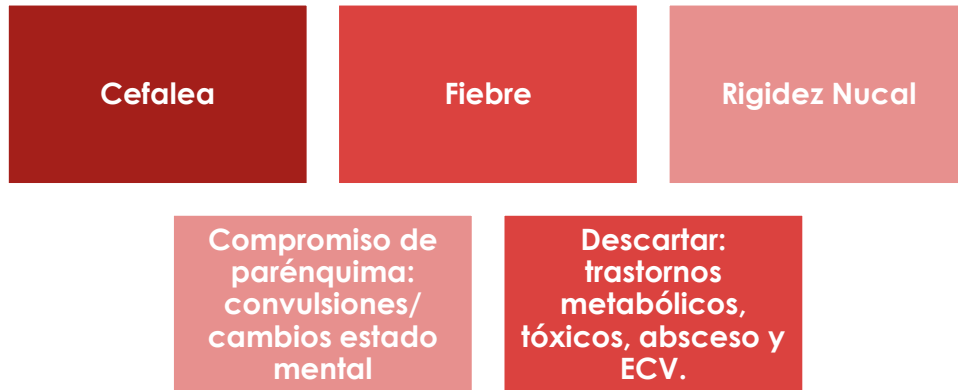 Cefalea
Fiebre
Rigidez Nucal
Compromiso de
parénquima:
convulsiones/
cambios estado
mental
Descartar:
trastornos
metabólicos,
tóxicos, absceso y
ECV.